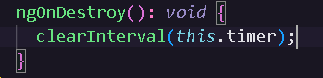 ngOnDestroy(): void {
clearInterval(this.timer);
}